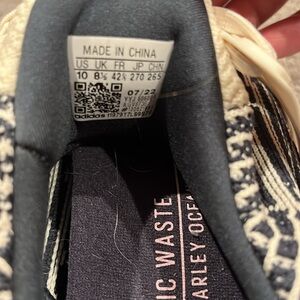 MADE IN CHINA
US UK FR JP CHN
10 8½ 42⅔ 270 265
07/22
adidas
IC WASTE
ARLEY OCEA